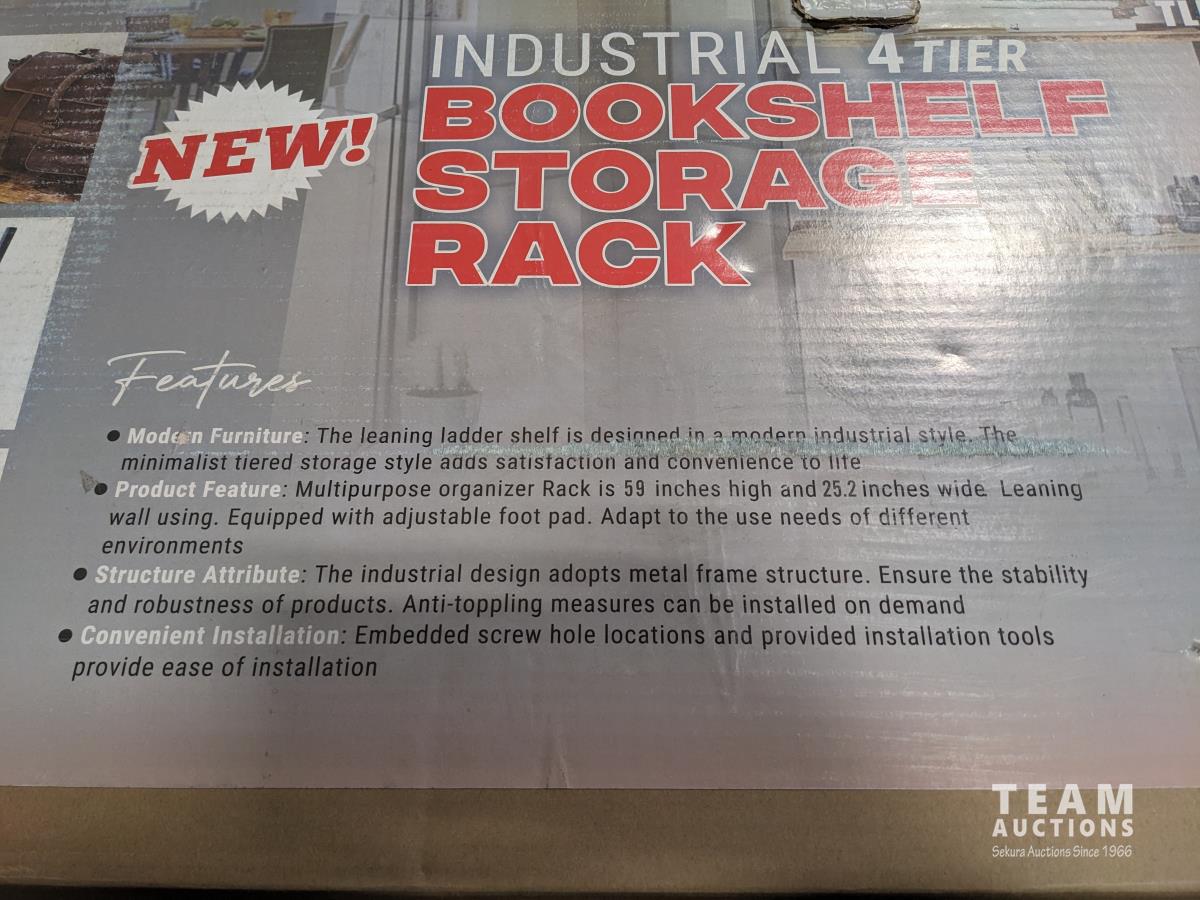 TL
INDUSTRIAL 4 TIER
BOOKSHELF
STORAGE
RACK
NEW!
Features
● Modern Furniture: The leaning ladder shelf is designed in a modern industrial style. The
minimalist tiered storage style adds satisfaction and convenience to life
● Product Feature: Multipurpose organizer Rack is 59 inches high and 25.2 inches wide. Leaning
wall using. Equipped with adjustable foot pad. Adapt to the use needs of different
environments
● Structure Attribute: The industrial design adopts metal frame structure. Ensure the stability
and robustness of products. Anti-toppling measures can be installed on demand
● Convenient Installation: Embedded screw hole locations and provided installation tools
provide ease of installation
TEAM
AUCTIONS
Sekura Auctions Since 1966